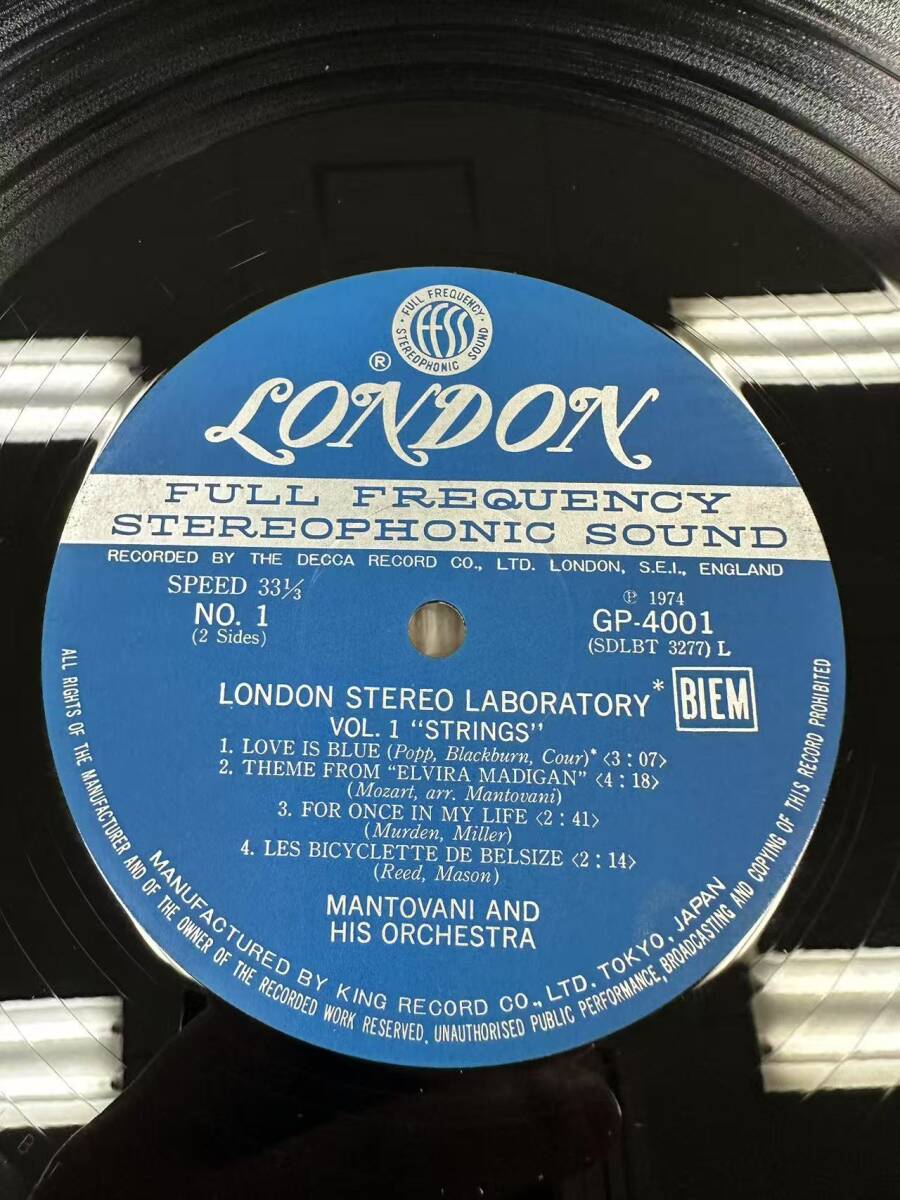 FULL FREQUENCY
FFSS
STEREOPHONIC SOUND
®
LONDON
FULL FREQUENCY
STEREOPHONIC SOUND
RECORDED BY THE DECCA RECORD CO., LTD. LONDON, S.E.I., ENGLAND
SPEED 33⅓
NO. 1
(2 Sides)
℗ 1974
GP-4001
(SDLBT 3277) L
LONDON STEREO LABORATORY*
BIEM
VOL. 1 "STRINGS"
1. LOVE IS BLUE (Popp, Blackburn, Cour)* <3 : 07>
2. THEME FROM "ELVIRA MADIGAN" <4 : 18>
(Mozart, arr. Mantovani)
3. FOR ONCE IN MY LIFE <2 : 41>
(Murden, Miller)
4. LES BICYCLETTE DE BELSIZE <2 : 14>
(Reed, Mason)
MANTOVANI AND
HIS ORCHESTRA
MANUFACTURED BY KING RECORD CO., LTD. TOKYO, JAPAN
ALL RIGHTS OF THE MANUFACTURER AND OF THE OWNER OF THE RECORDED WORK RESERVED. UNAUTHORISED PUBLIC PERFORMANCE, BROADCASTING AND COPYING OF THIS RECORD PROHIBITED